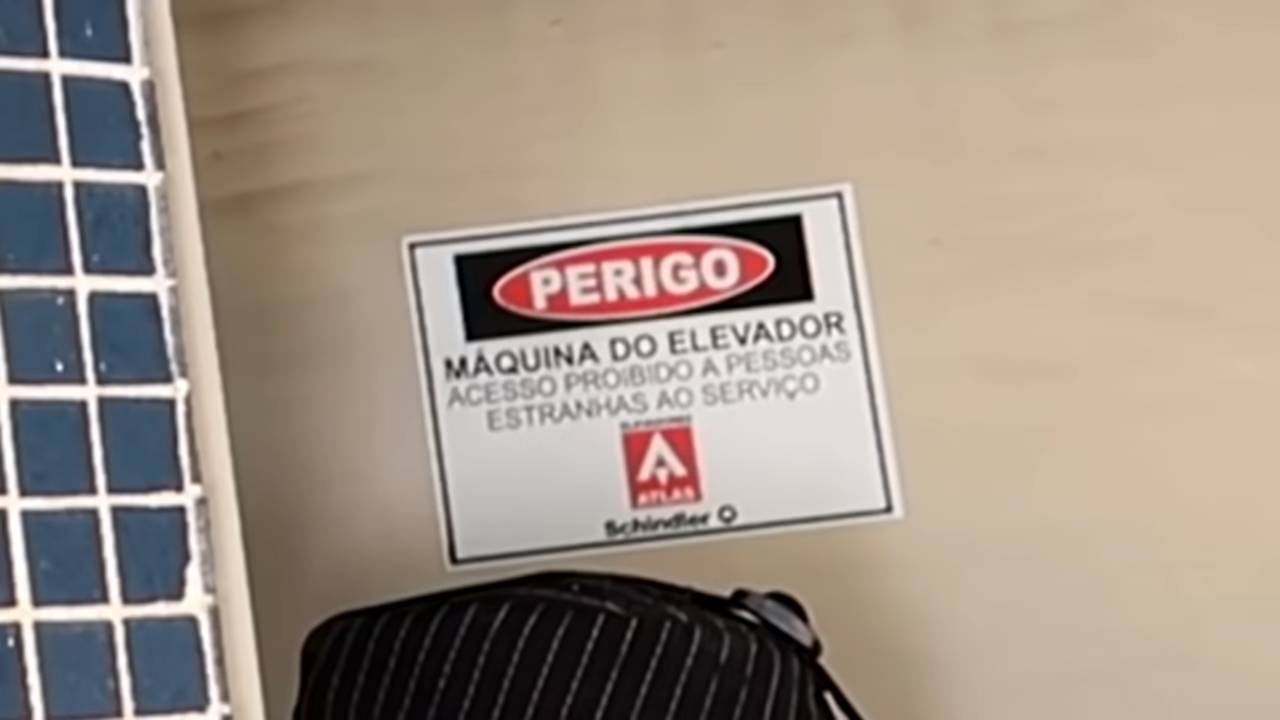 PERIGO
MÁQUINA DO ELEVADOR
ACESSO PROIBIDO A PESSOAS
ESTRANHAS AO SERVIÇO
ATLAS
Schindler